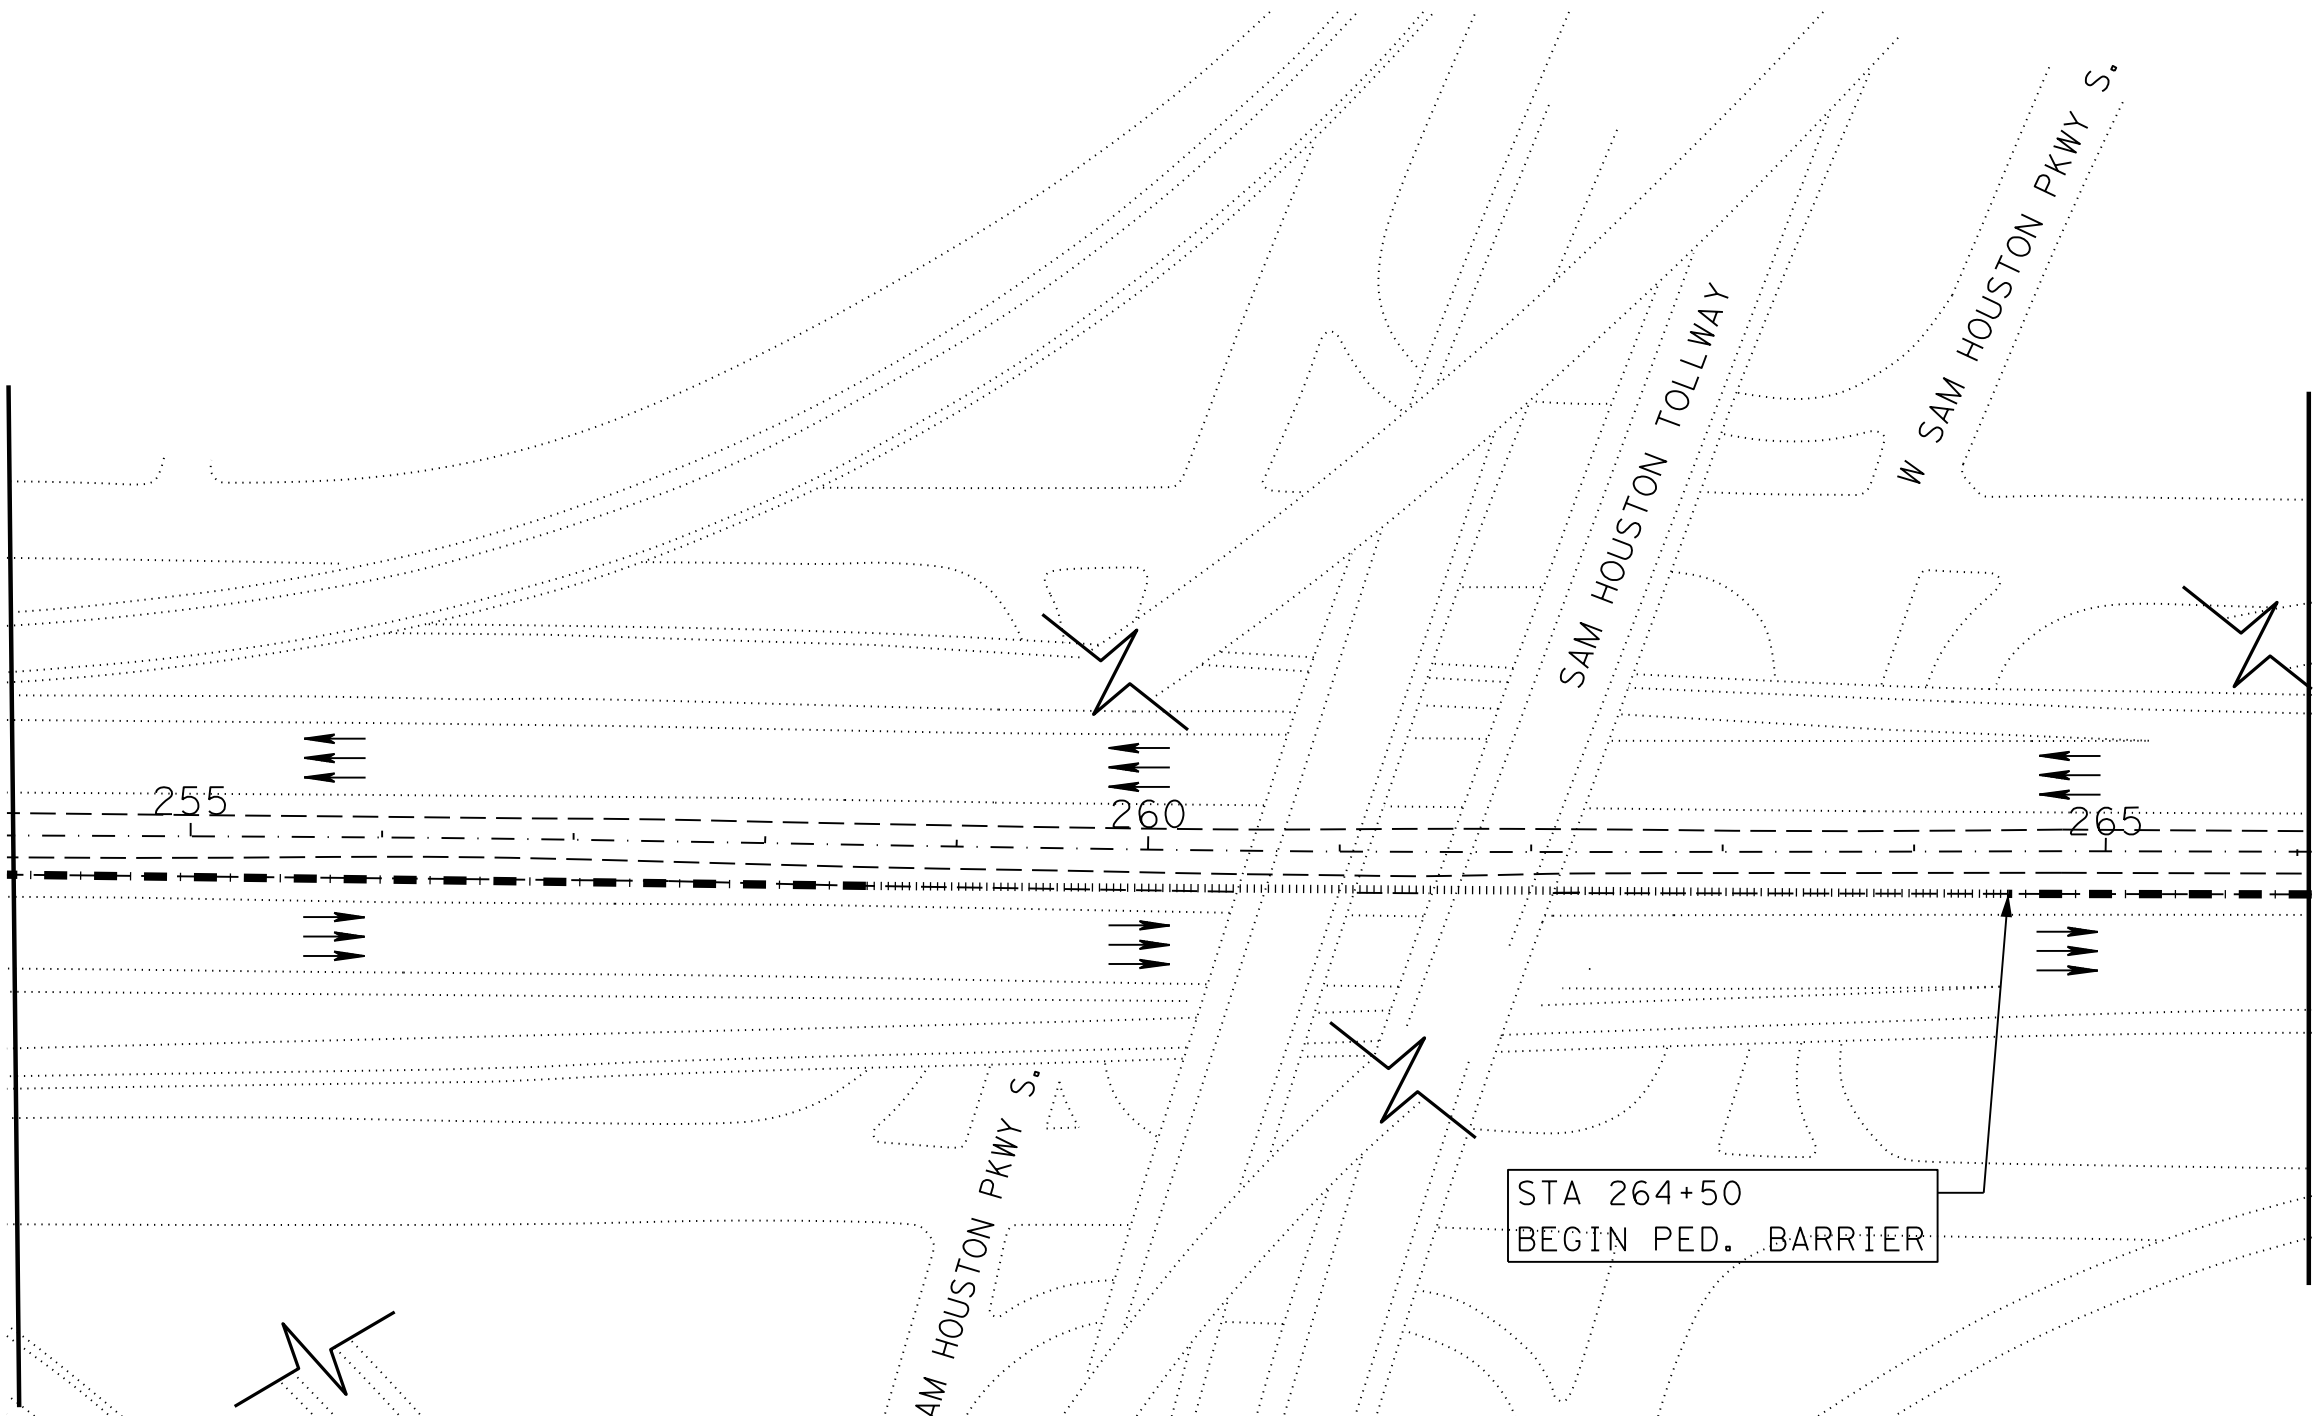 W SAM HOUSTON PKWY S.
SAM HOUSTON TOLLWAY
255
260
265
AM HOUSTON PKWY S.
STA 264+50
BEGIN PED. BARRIER